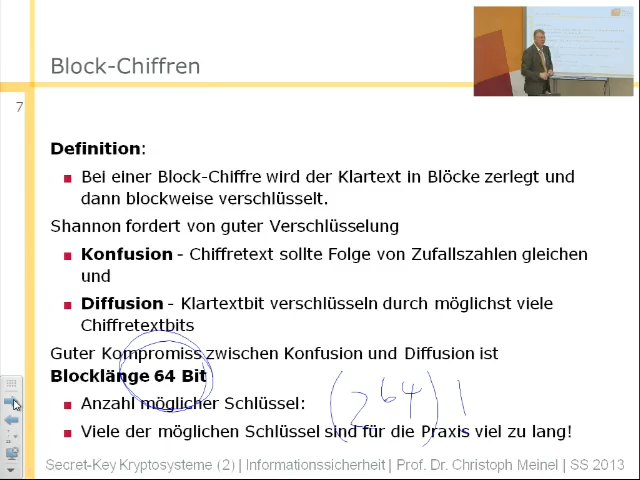 Block-Chiffren
7
Definition:
Bei einer Block-Chiffre wird der Klartext in Blöcke zerlegt und
dann blockweise verschlüsselt.
Shannon fordert von guter Verschlüsselung
Konfusion - Chiffretext sollte Folge von Zufallszahlen gleichen
und
Diffusion - Klartextbit verschlüsseln durch möglichst viele
Chiffretextbits
Guter Kompromiss zwischen Konfusion und Diffusion ist
Blocklänge 64 Bit
Anzahl möglicher Schlüssel: (2^64)!
Viele der möglichen Schlüssel sind für die Praxis viel zu lang!
Secret-Key Kryptosysteme (2) | Informationssicherheit | Prof. Dr. Christoph Meinel | SS 2013